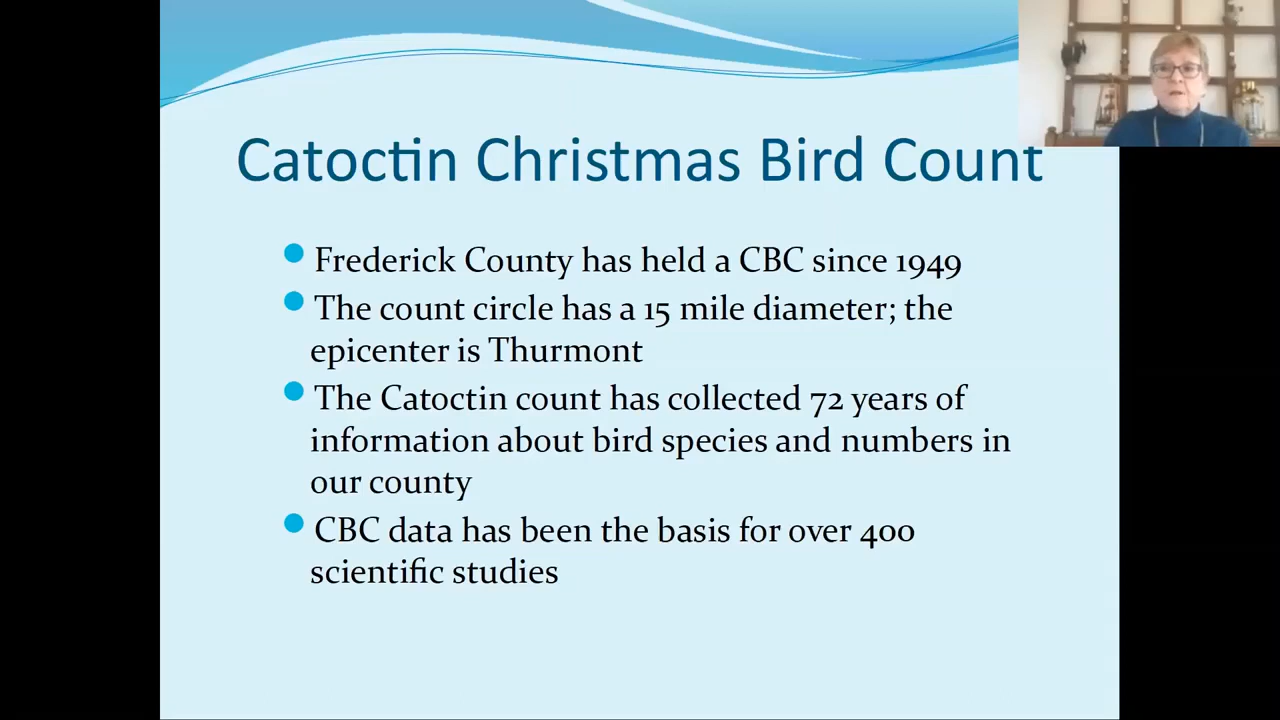 Catoctin Christmas Bird Count
Frederick County has held a CBC since 1949
The count circle has a 15 mile diameter; the
epicenter is Thurmont
The Catoctin count has collected 72 years of
information about bird species and numbers in
our county
CBC data has been the basis for over 400
scientific studies